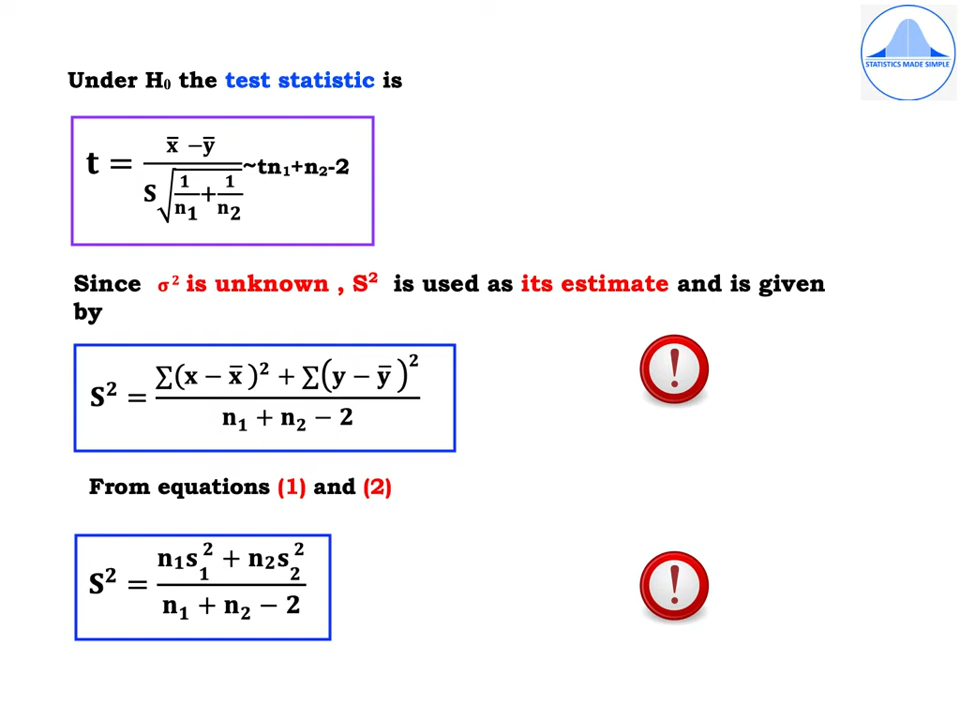 STATISTICS MADE SIMPLE
Under H₀ the test statistic is
t = (x̄ − ȳ) / (S√(1/n₁ + 1/n₂)) ~tn₁+n₂-2
Since σ² is unknown , S² is used as its estimate and is given
by
S² = (∑(x − x̄)² + ∑(y − ȳ)²) / (n₁ + n₂ − 2)
From equations (1) and (2)
S² = (n₁s₁² + n₂s₂²) / (n₁ + n₂ − 2)